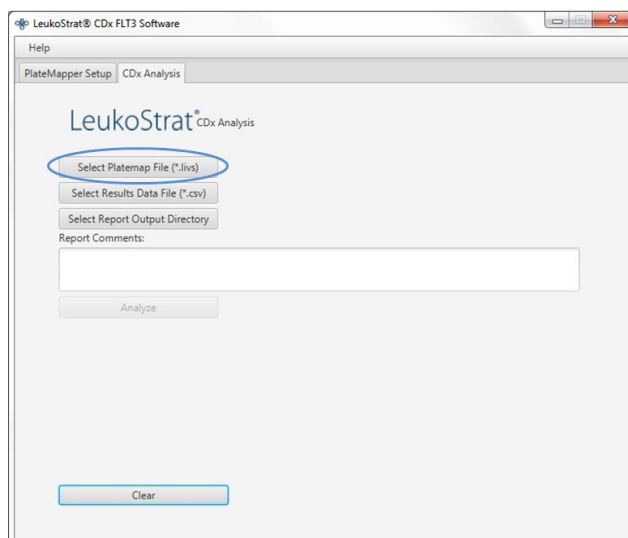 LeukoStrat® CDx FLT3 Software
Help
PlateMapper Setup CDx Analysis
LeukoStrat® CDx Analysis
Select Platemap File (*.livs)
Select Results Data File (*.csv)
Select Report Output Directory
Report Comments:
Analyze
Clear